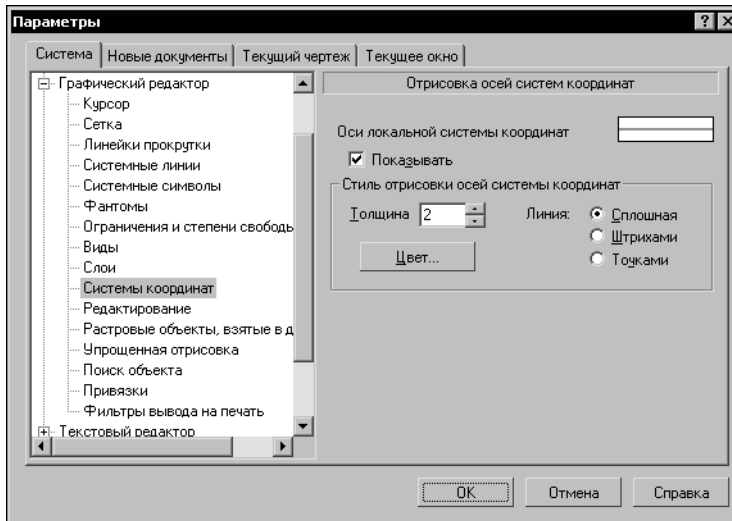 Параметры
Система Новые документы Текущий чертеж Текущее окно
Графический редактор
Курсор
Сетка
Линейки прокрутки
Системные линии
Системные символы
Фантомы
Ограничения и степени свободы
Виды
Слои
Системы координат
Редактирование
Растровые объекты, взятые в д
Упрощенная отрисовка
Поиск объекта
Привязки
Фильтры вывода на печать
Текстовый редактор
Отрисовка осей систем координат
Оси локальной системы координат
Показывать
Стиль отрисовки осей системы координат
Толщина 2 Линия: Сплошная
Штрихами
Точками
Цвет...
OK Отмена Справка